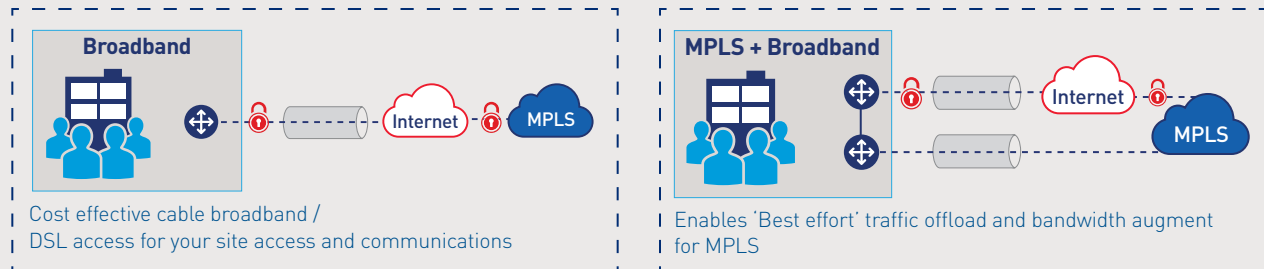 Broadband
Internet
MPLS
Cost effective cable broadband /
DSL access for your site access and communications
MPLS + Broadband
Internet
MPLS
Enables ‘Best effort’ traffic offload and bandwidth augment
for MPLS